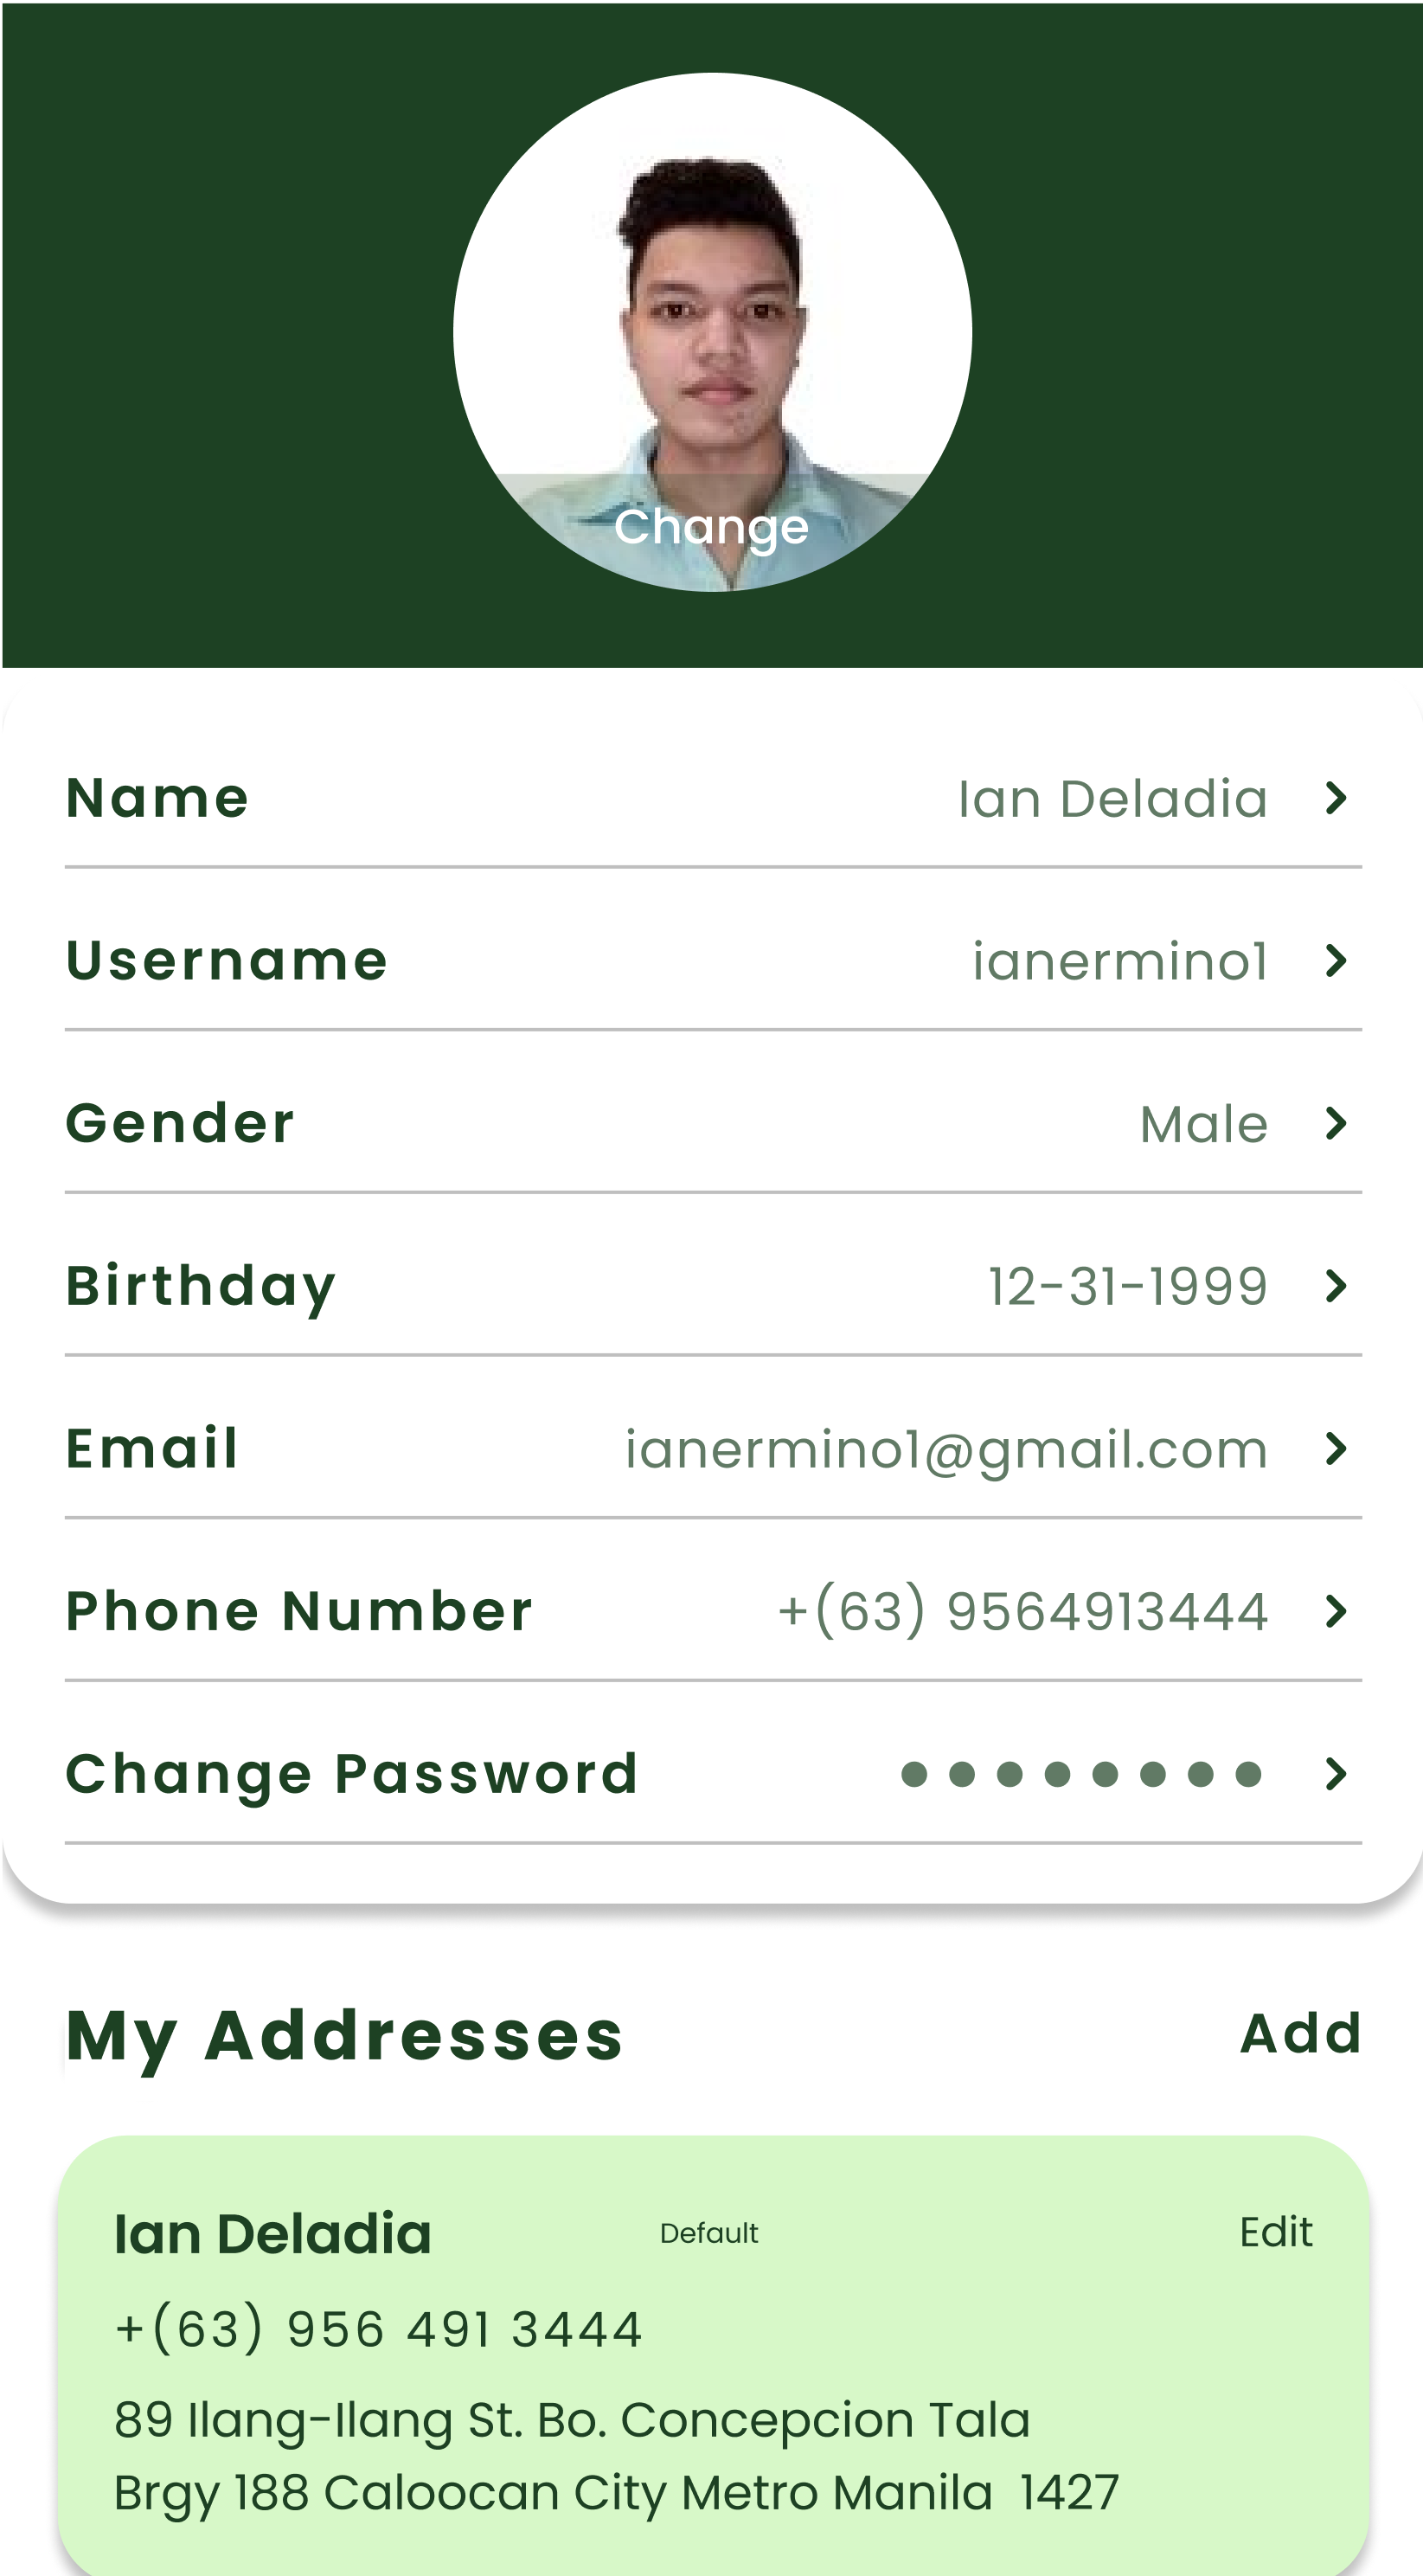 Change
Name Ian Deladia
Username ianermino1
Gender Male
Birthday 12-31-1999
Email ianermino1@gmail.com
Phone Number +(63) 9564913444
Change Password ●●●●●●●●
My Addresses Add
Ian Deladia Default Edit
+(63) 956 491 3444
89 Ilang-Ilang St. Bo. Concepcion Tala
Brgy 188 Caloocan City Metro Manila 1427